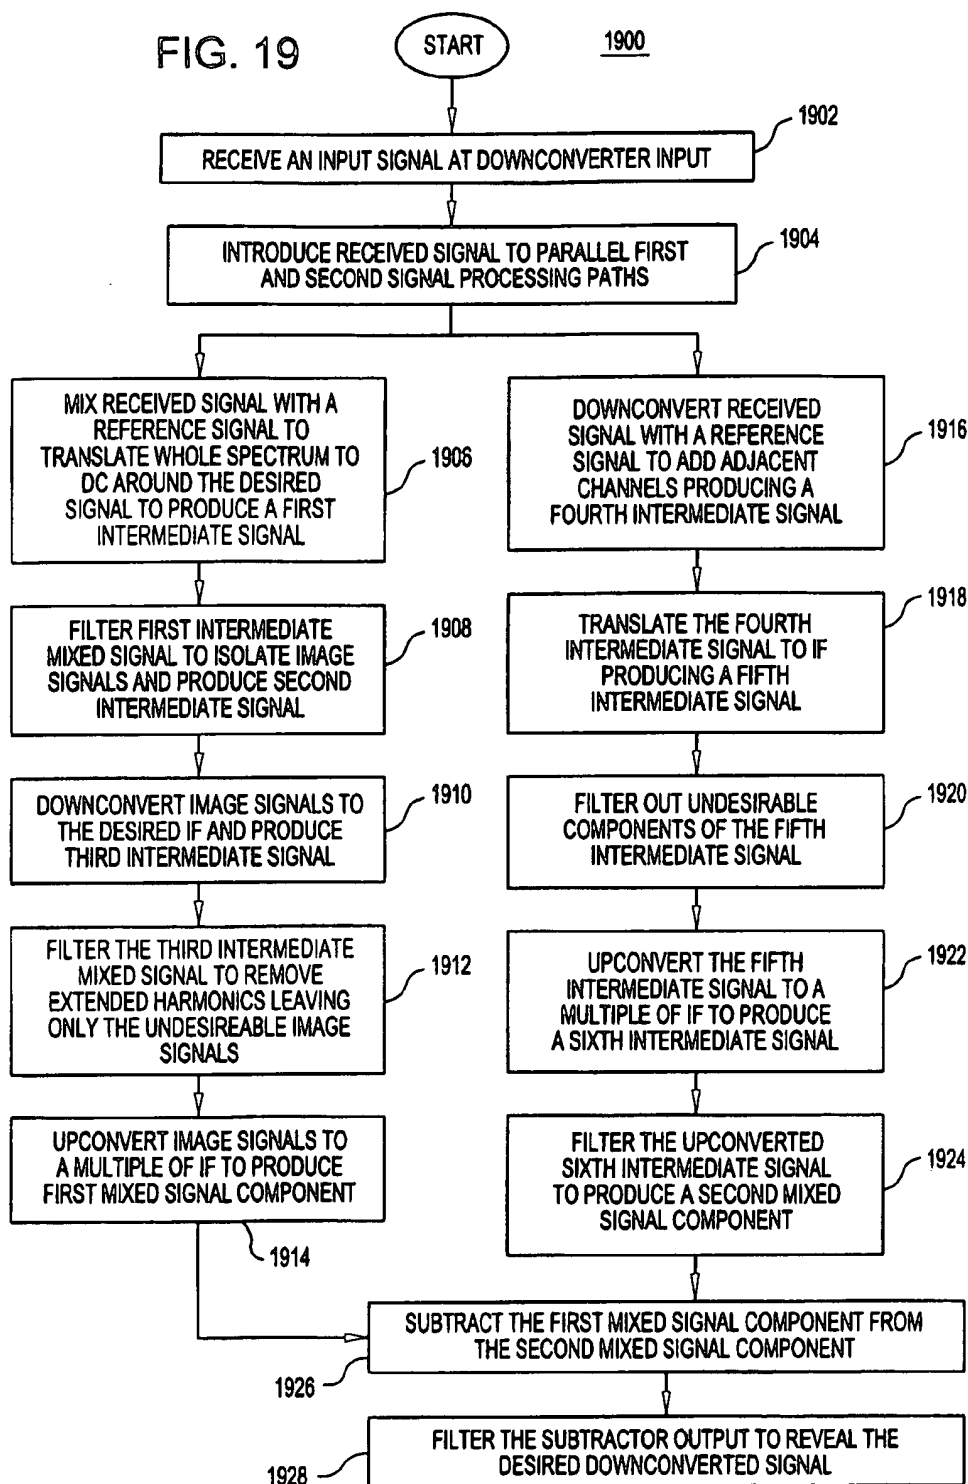 FIG. 19
START
1900
1902
RECEIVE AN INPUT SIGNAL AT DOWNCONVERTER INPUT
1904
INTRODUCE RECEIVED SIGNAL TO PARALLEL FIRST
AND SECOND SIGNAL PROCESSING PATHS
MIX RECEIVED SIGNAL WITH A
REFERENCE SIGNAL TO
TRANSLATE WHOLE SPECTRUM TO
DC AROUND THE DESIRED
SIGNAL TO PRODUCE A FIRST
INTERMEDIATE SIGNAL
1906
FILTER FIRST INTERMEDIATE
MIXED SIGNAL TO ISOLATE IMAGE
SIGNALS AND PRODUCE SECOND
INTERMEDIATE SIGNAL
1908
DOWNCONVERT IMAGE SIGNALS TO
THE DESIRED IF AND PRODUCE
THIRD INTERMEDIATE SIGNAL
1910
FILTER THE THIRD INTERMEDIATE
MIXED SIGNAL TO REMOVE
EXTENDED HARMONICS LEAVING
ONLY THE UNDESIREABLE IMAGE
SIGNALS
1912
UPCONVERT IMAGE SIGNALS TO
A MULTIPLE OF IF TO PRODUCE
FIRST MIXED SIGNAL COMPONENT
1914
DOWNCONVERT RECEIVED
SIGNAL WITH A REFERENCE
SIGNAL TO ADD ADJACENT
CHANNELS PRODUCING A
FOURTH INTERMEDIATE SIGNAL
1916
TRANSLATE THE FOURTH
INTERMEDIATE SIGNAL TO IF
PRODUCING A FIFTH
INTERMEDIATE SIGNAL
1918
FILTER OUT UNDESIRABLE
COMPONENTS OF THE FIFTH
INTERMEDIATE SIGNAL
1920
UPCONVERT THE FIFTH
INTERMEDIATE SIGNAL TO A
MULTIPLE OF IF TO PRODUCE
A SIXTH INTERMEDIATE SIGNAL
1922
FILTER THE UPCONVERTED
SIXTH INTERMEDIATE SIGNAL
TO PRODUCE A SECOND MIXED
SIGNAL COMPONENT
1924
SUBTRACT THE FIRST MIXED SIGNAL COMPONENT FROM
THE SECOND MIXED SIGNAL COMPONENT
1926
FILTER THE SUBTRACTOR OUTPUT TO REVEAL THE
DESIRED DOWNCONVERTED SIGNAL
1928